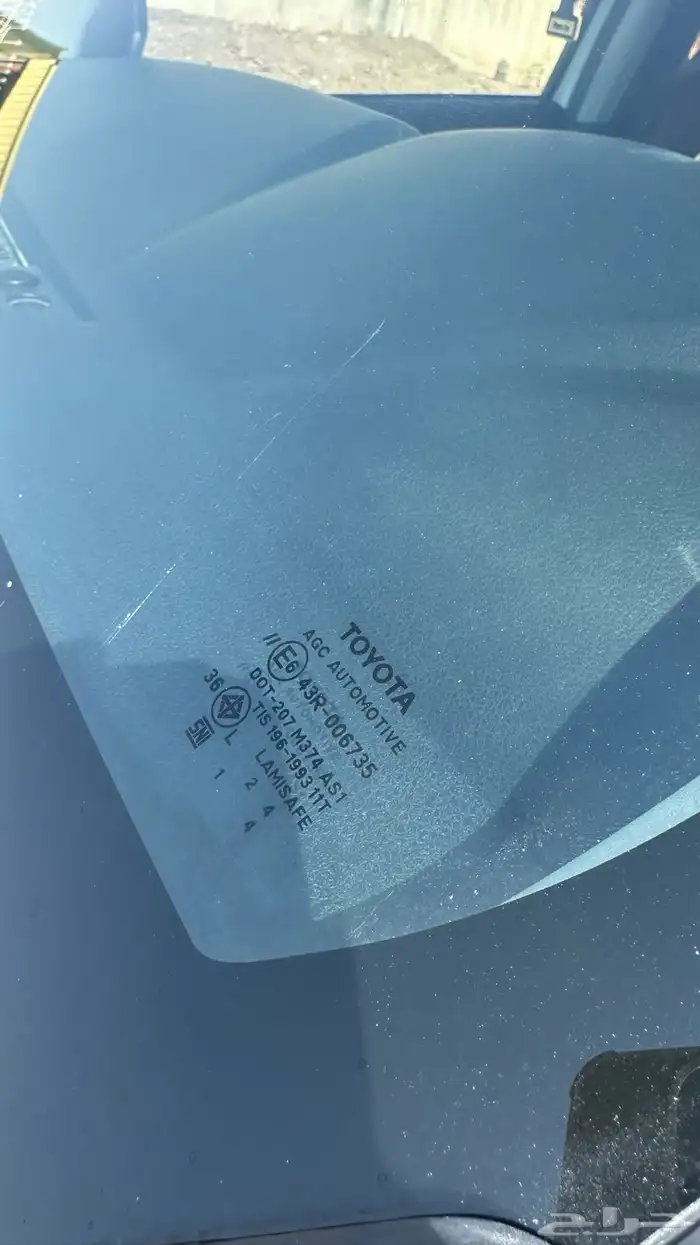 TOYOTA
AGC AUTOMOTIVE
// E6 43R-006735
DOT-207 M374 AS1
TIS 196-1993 11T
36 L LAMISAFE
SNI 1 2 4
4
حراج